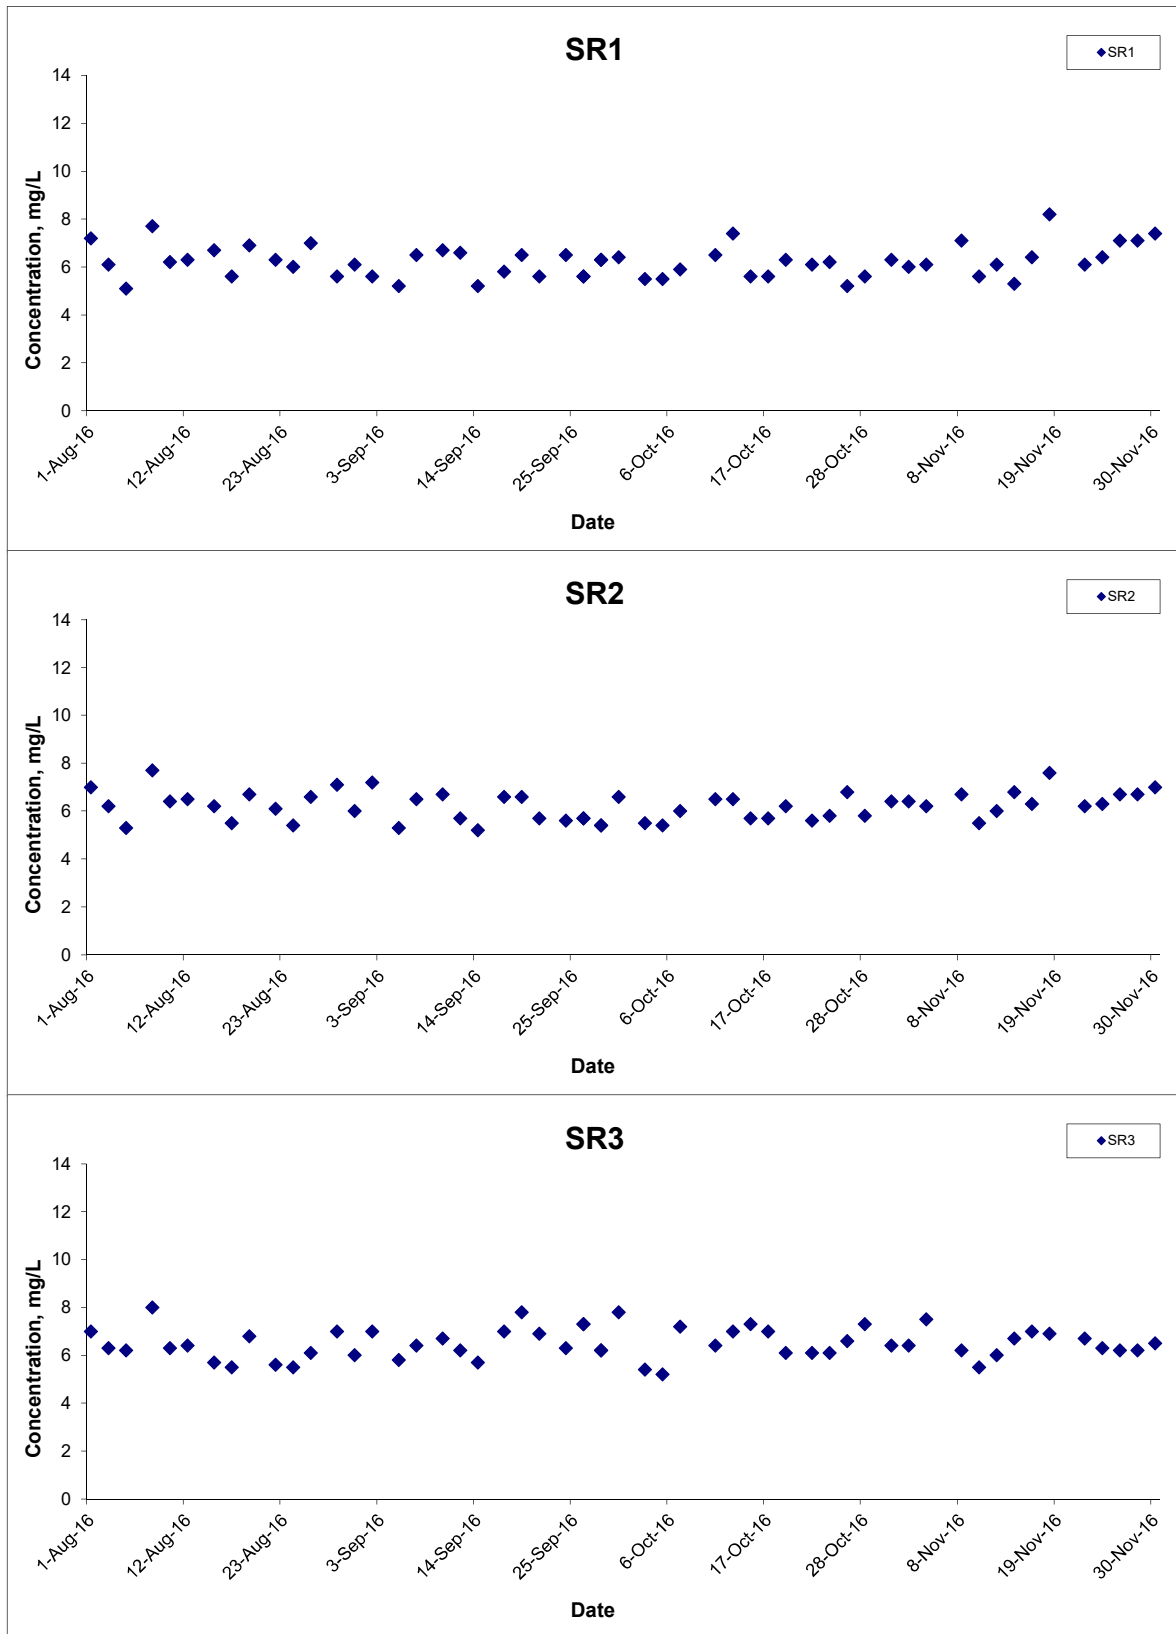 SR1
SR1
14
12
10
8
6
4
2
0
Concentration, mg/L
1-Aug-16
12-Aug-16
23-Aug-16
3-Sep-16
14-Sep-16
25-Sep-16
6-Oct-16
17-Oct-16
28-Oct-16
8-Nov-16
19-Nov-16
30-Nov-16
Date
SR2
SR2
14
12
10
8
6
4
2
0
Concentration, mg/L
1-Aug-16
12-Aug-16
23-Aug-16
3-Sep-16
14-Sep-16
25-Sep-16
6-Oct-16
17-Oct-16
28-Oct-16
8-Nov-16
19-Nov-16
30-Nov-16
Date
SR3
SR3
14
12
10
8
6
4
2
0
Concentration, mg/L
1-Aug-16
12-Aug-16
23-Aug-16
3-Sep-16
14-Sep-16
25-Sep-16
6-Oct-16
17-Oct-16
28-Oct-16
8-Nov-16
19-Nov-16
30-Nov-16
Date